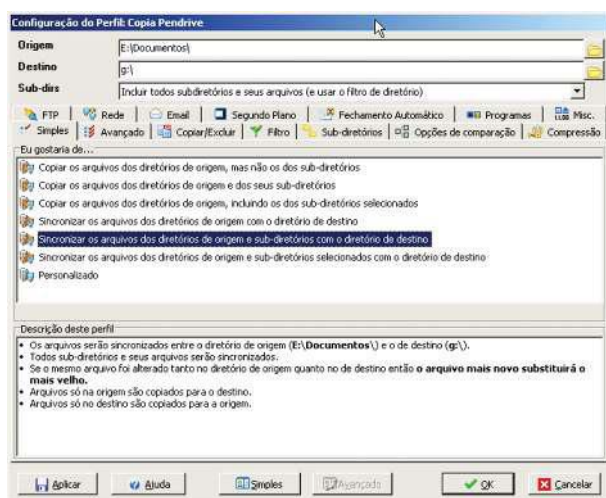 Configuração do Perfil: Copia Pendrive
Origem E:\Documentos\
Destino g:\
Sub-dirs Incluir todos subdiretórios e seus arquivos (e usar o filtro de diretório)
FTP Rede Email Segundo Plano Fechamento Automático Programas Misc.
Simples Avançado Copiar/Excluir Filtro Sub-diretórios Opções de comparação Compressão
Eu gostaria de...
Copiar os arquivos dos diretórios de origem, mas não os dos sub-diretórios
Copiar os arquivos dos diretórios de origem e dos seus sub-diretórios
Copiar os arquivos dos diretórios de origem, incluindo os dos sub-diretórios selecionados
Sincronizar os arquivos dos diretórios de origem com o diretório de destino
Sincronizar os arquivos dos diretórios de origem e sub-diretórios com o diretório de destino
Sincronizar os arquivos dos diretórios de origem e sub-diretórios selecionados com o diretório de destino
Personalizado
Descrição deste perfil
• Os arquivos serão sincronizados entre o diretório de origem (E:\Documentos\) e o de destino (g:\).
• Todos sub-diretórios e seus arquivos serão sincronizados.
• Se o mesmo arquivo foi alterado tanto no diretório de origem quanto no de destino então o arquivo mais novo substituirá o
mais velho.
• Arquivos só na origem são copiados para o destino.
• Arquivos só no destino são copiados para a origem.
Aplicar Ajuda Simples Avançado OK Cancelar